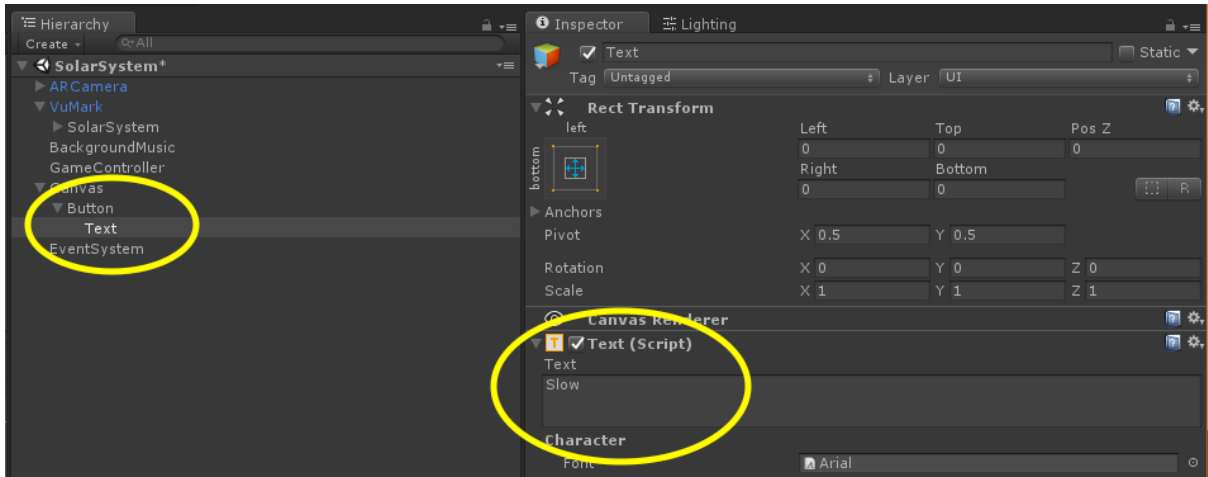 Hierarchy
Create
All
SolarSystem*
ARCamera
VuMark
SolarSystem
BackgroundMusic
GameController
Canvas
Button
Text
EventSystem
Inspector Lighting
Text Static
Tag Untagged Layer UI
Rect Transform
left Left Top Pos Z
bottom
0 0 0
Right Bottom
0 0 R
Anchors
Pivot X 0.5 Y 0.5
Rotation X 0 Y 0 Z 0
Scale X 1 Y 1 Z 1
Canvas Renderer
T Text (Script)
Text
Slow
Character
Font Arial